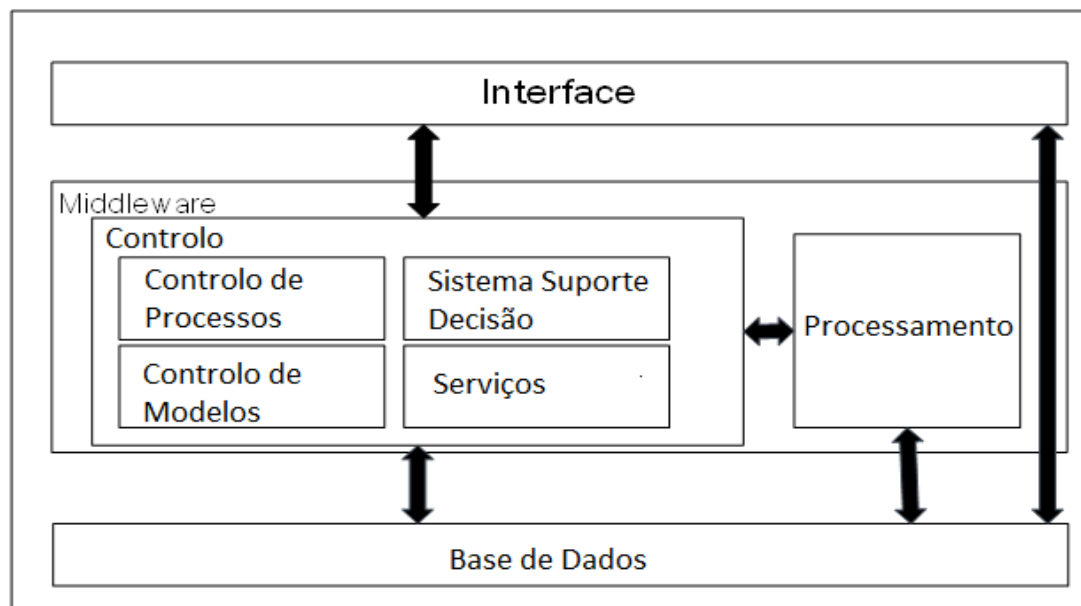 Interface
Middleware
Controlo
Controlo de
Processos
Sistema Suporte
Decisão
Controlo de
Modelos
Serviços
Processamento
Base de Dados